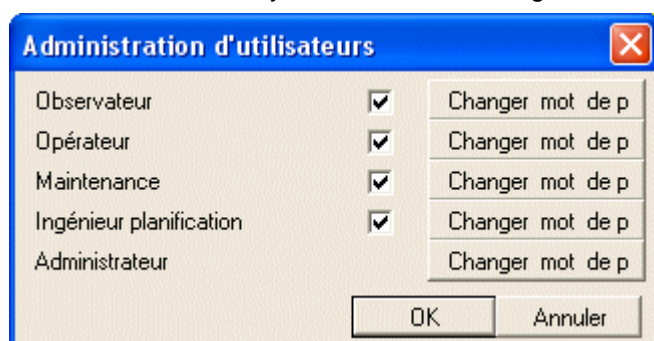 Administration d'utilisateurs
Observateur Changer mot de p
Opérateur Changer mot de p
Maintenance Changer mot de p
Ingénieur planification Changer mot de p
Administrateur Changer mot de p
OK Annuler